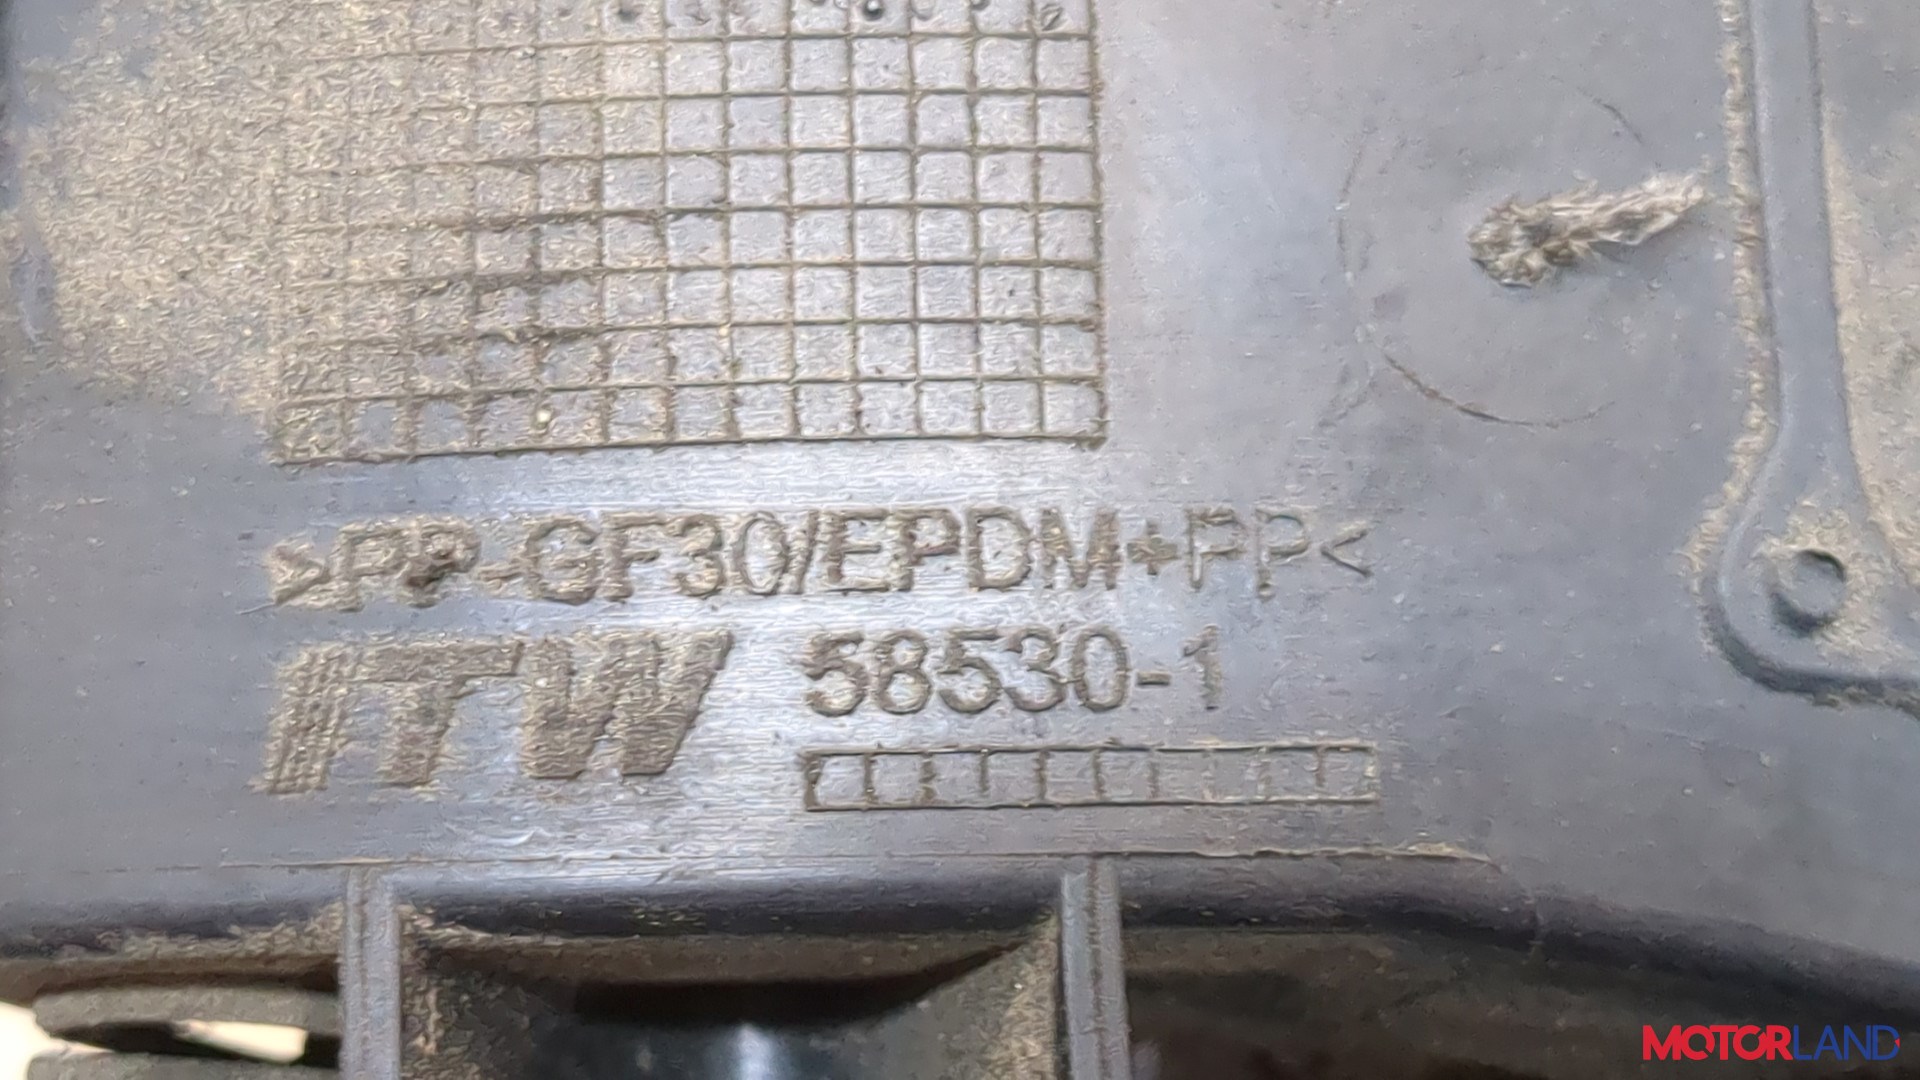 >PP-GF30/EPDM+PP<
ITW 58530-1
MOTORLAND